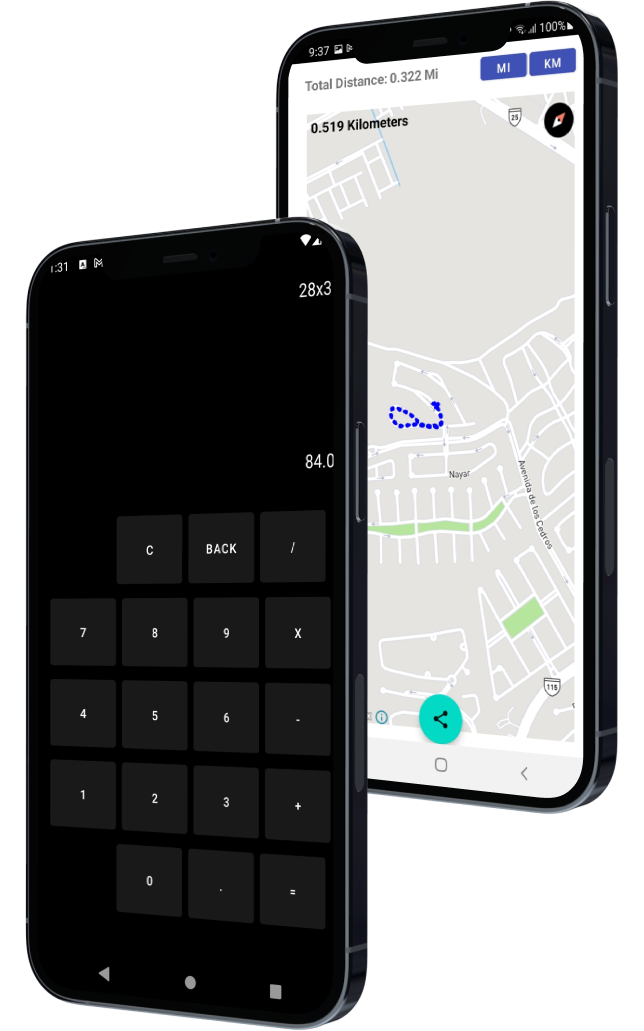 9:37
100%
Total Distance: 0.322 Mi
MI
KM
0.519 Kilometers
25
:31
28x3
84.0
Nayar
Avenida de los Cedros
C
BACK
/
7
8
9
X
4
5
6
-
115
1
2
3
+
0
.
=